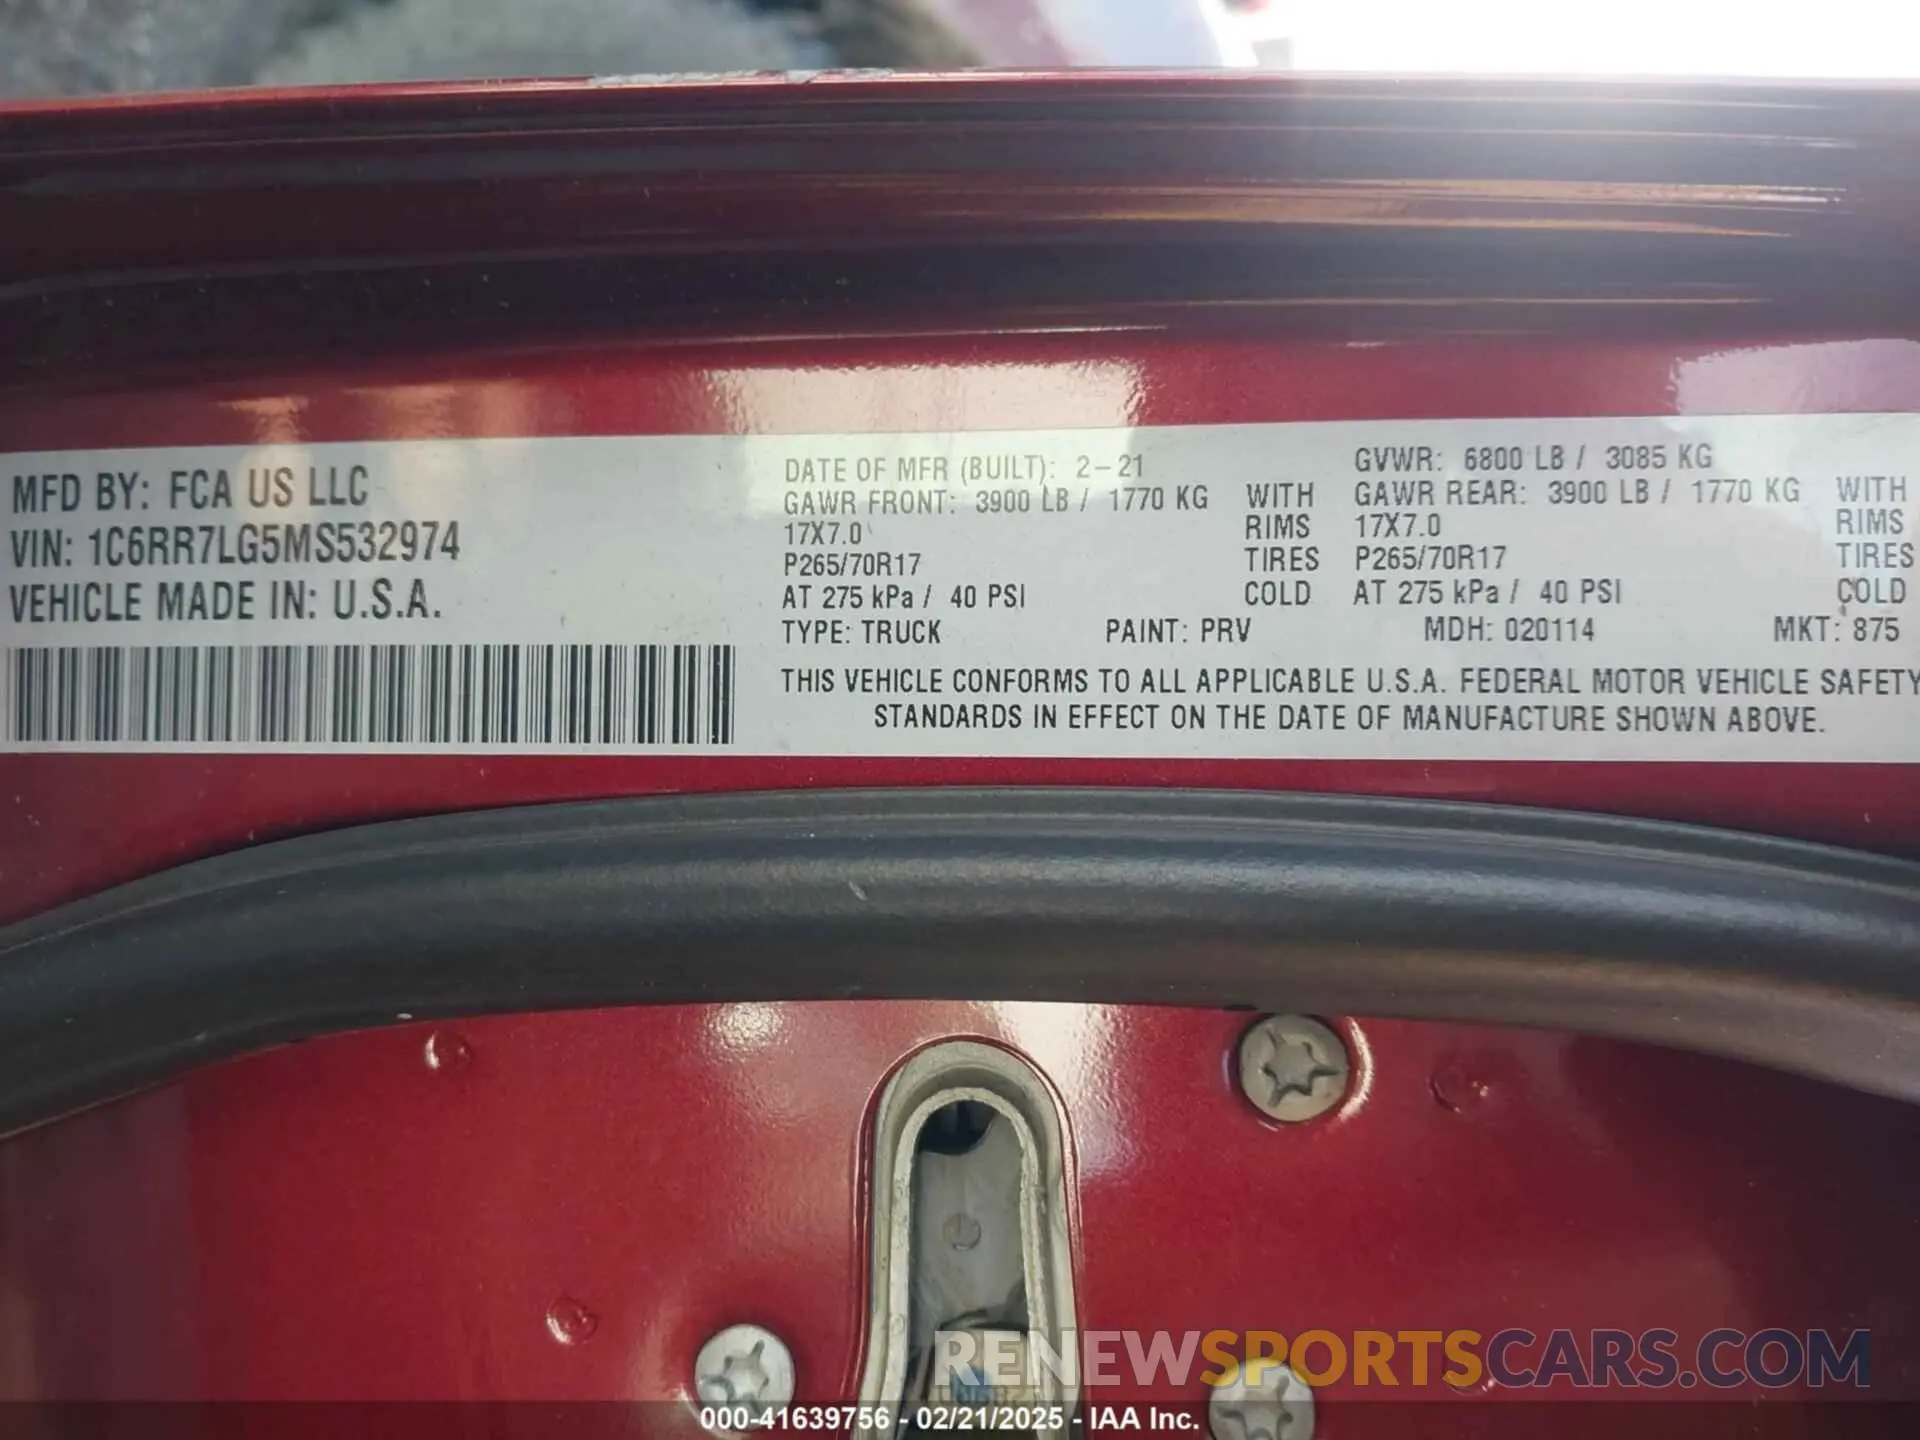 MFD BY: FCA US LLC
VIN: 1C6RR7LG5MS532974
VEHICLE MADE IN: U.S.A.
DATE OF MFR (BUILT): 2-21
GVWR: 6800 LB / 3085 KG
GAWR FRONT: 3900 LB / 1770 KG WITH
17X7.0 RIMS
P265/70R17 TIRES
AT 275 kPa / 40 PSI COLD
GAWR REAR: 3900 LB / 1770 KG WITH
17X7.0 RIMS
P265/70R17 TIRES
AT 275 kPa / 40 PSI COLD
TYPE: TRUCK PAINT: PRV MDH: 020114 MKT: 875
THIS VEHICLE CONFORMS TO ALL APPLICABLE U.S.A. FEDERAL MOTOR VEHICLE SAFETY
STANDARDS IN EFFECT ON THE DATE OF MANUFACTURE SHOWN ABOVE.
RENEWSPORTSCARS.COM
000-41639756 - 02/21/2025 - IAA Inc.